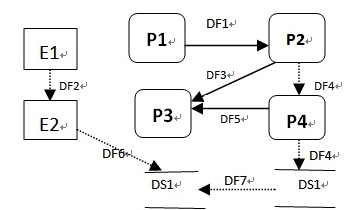 DF1
E1 P1 P2
DF2 DF3 DF4
E2 P3 DF5 P4
DF6 DF4
DS1 DF7 DS1